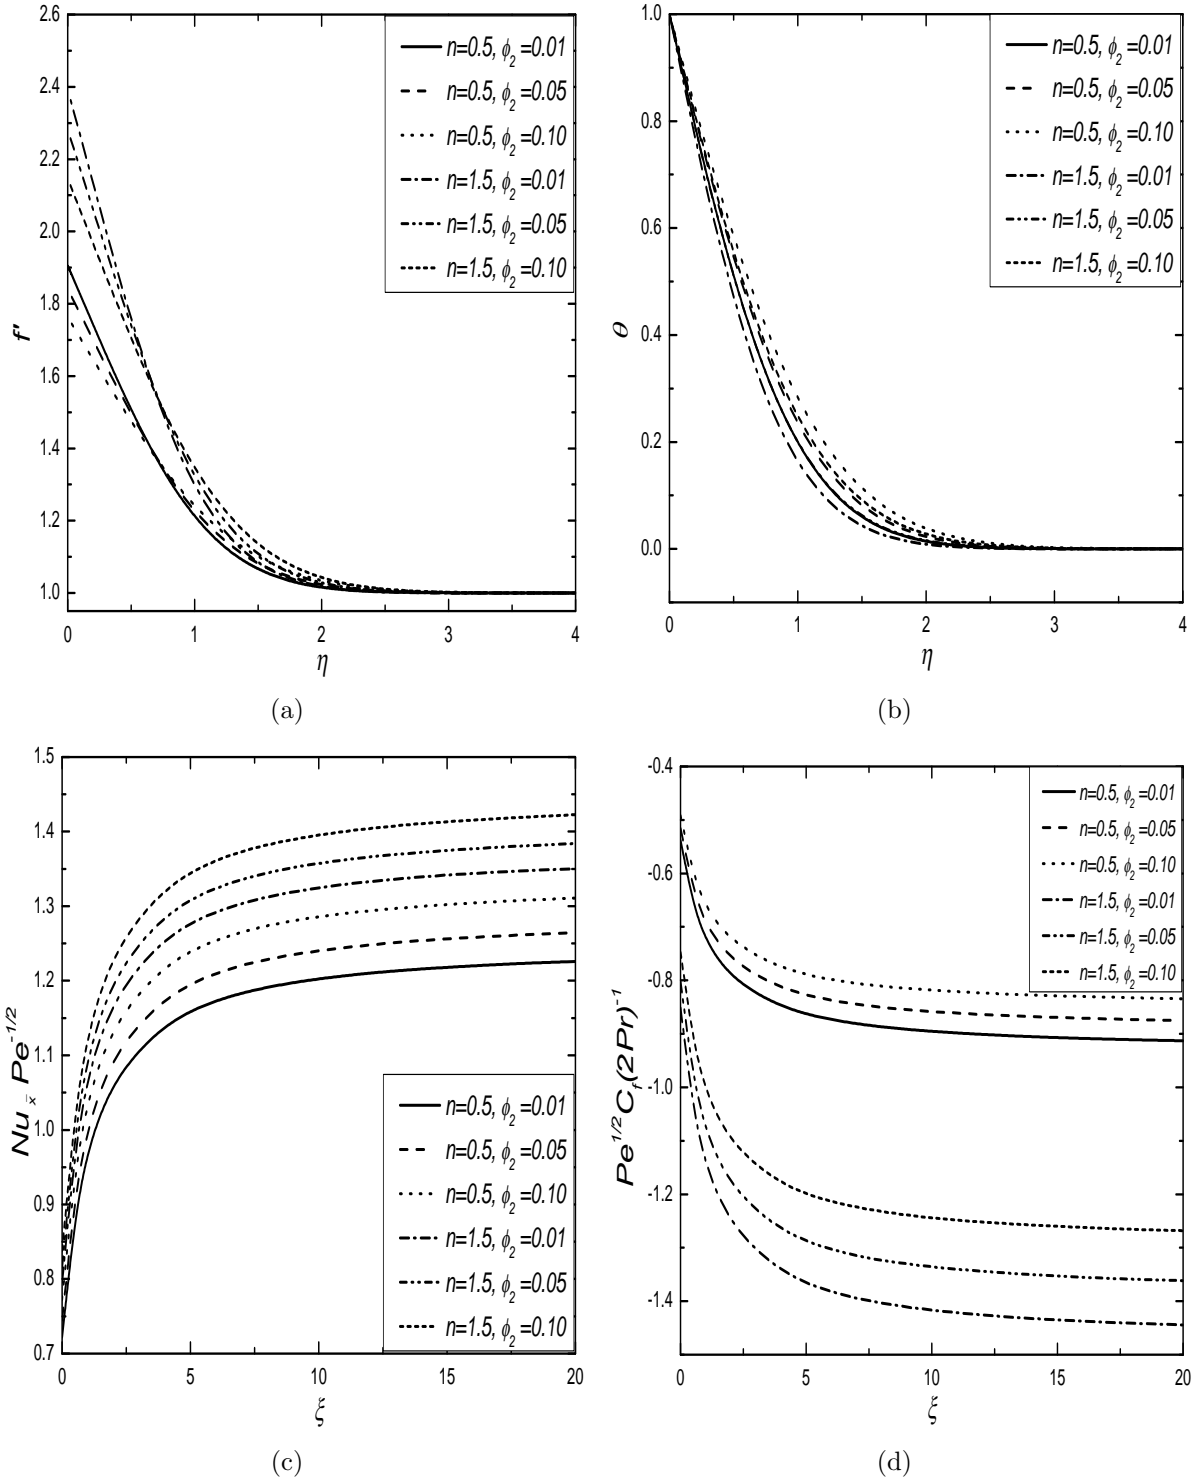 2.6
2.4
2.2
2.0
1.8
1.6
1.4
1.2
1.0
f'
0 1 2 3 4
η
n=0.5, ϕ2=0.01
n=0.5, ϕ2=0.05
n=0.5, ϕ2=0.10
n=1.5, ϕ2=0.01
n=1.5, ϕ2=0.05
n=1.5, ϕ2=0.10
(a)
1.0
0.8
0.6
0.4
0.2
0.0
θ
0 1 2 3 4
η
n=0.5, ϕ2=0.01
n=0.5, ϕ2=0.05
n=0.5, ϕ2=0.10
n=1.5, ϕ2=0.01
n=1.5, ϕ2=0.05
n=1.5, ϕ2=0.10
(b)
1.5
1.4
1.3
1.2
1.1
1.0
0.9
0.8
0.7
Nu x̄ Pe^-1/2
0 5 10 15 20
ξ
n=0.5, ϕ2=0.01
n=0.5, ϕ2=0.05
n=0.5, ϕ2=0.10
n=1.5, ϕ2=0.01
n=1.5, ϕ2=0.05
n=1.5, ϕ2=0.10
(c)
-0.4
-0.6
-0.8
-1.0
-1.2
-1.4
Pe^1/2 C_f(2Pr)^-1
0 5 10 15 20
ξ
n=0.5, ϕ2=0.01
n=0.5, ϕ2=0.05
n=0.5, ϕ2=0.10
n=1.5, ϕ2=0.01
n=1.5, ϕ2=0.05
n=1.5, ϕ2=0.10
(d)